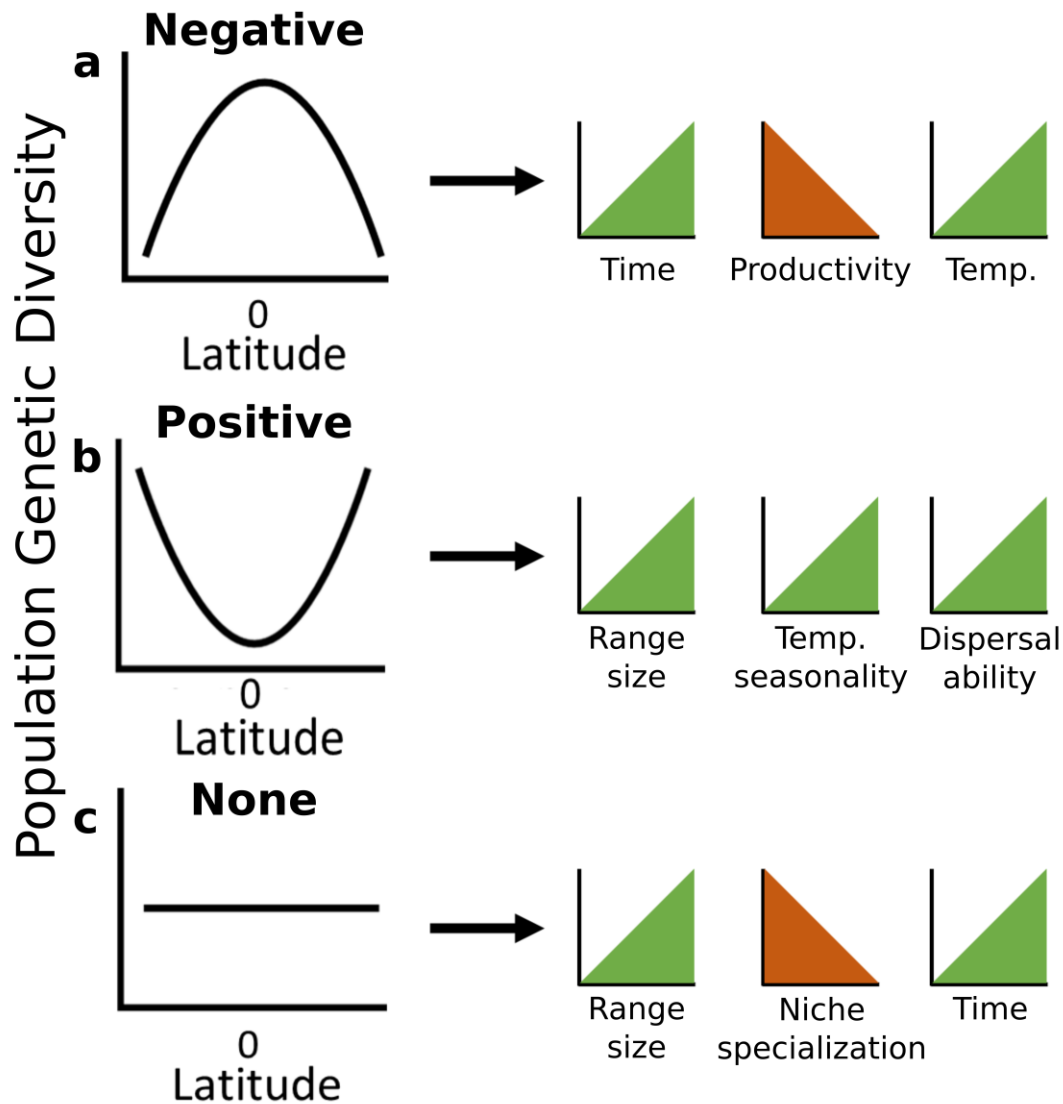 Population Genetic Diversity
a
Negative
0
Latitude
Time
Productivity
Temp.
b
Positive
0
Latitude
Range
size
Temp.
seasonality
Dispersal
ability
c
None
0
Latitude
Range
size
Niche
specialization
Time